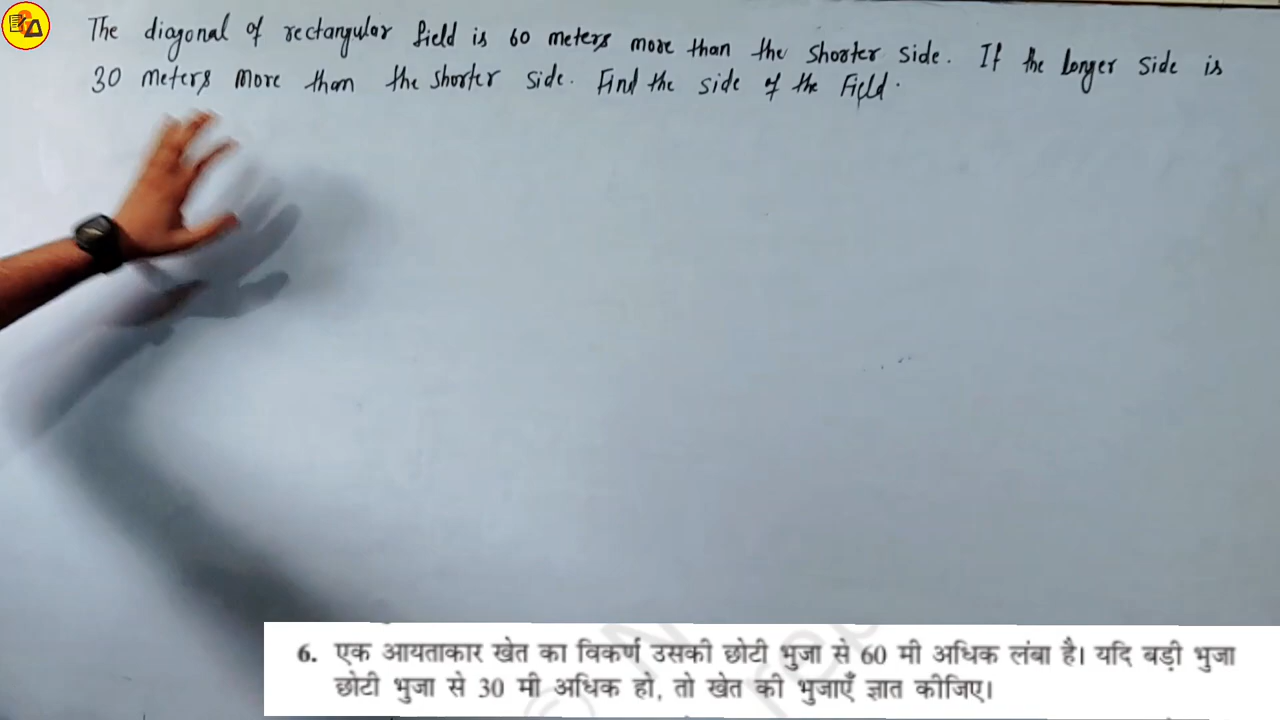 The diagonal of rectangular field is 60 meters more than the shorter side. If the longer side is
30 meters more than the shorter side. Find the side of the Field.
6. एक आयताकार खेत का विकर्ण उसकी छोटी भुजा से 60 मी अधिक लंबा है। यदि बड़ी भुजा
छोटी भुजा से 30 मी अधिक हो, तो खेत की भुजाएँ ज्ञात कीजिए।